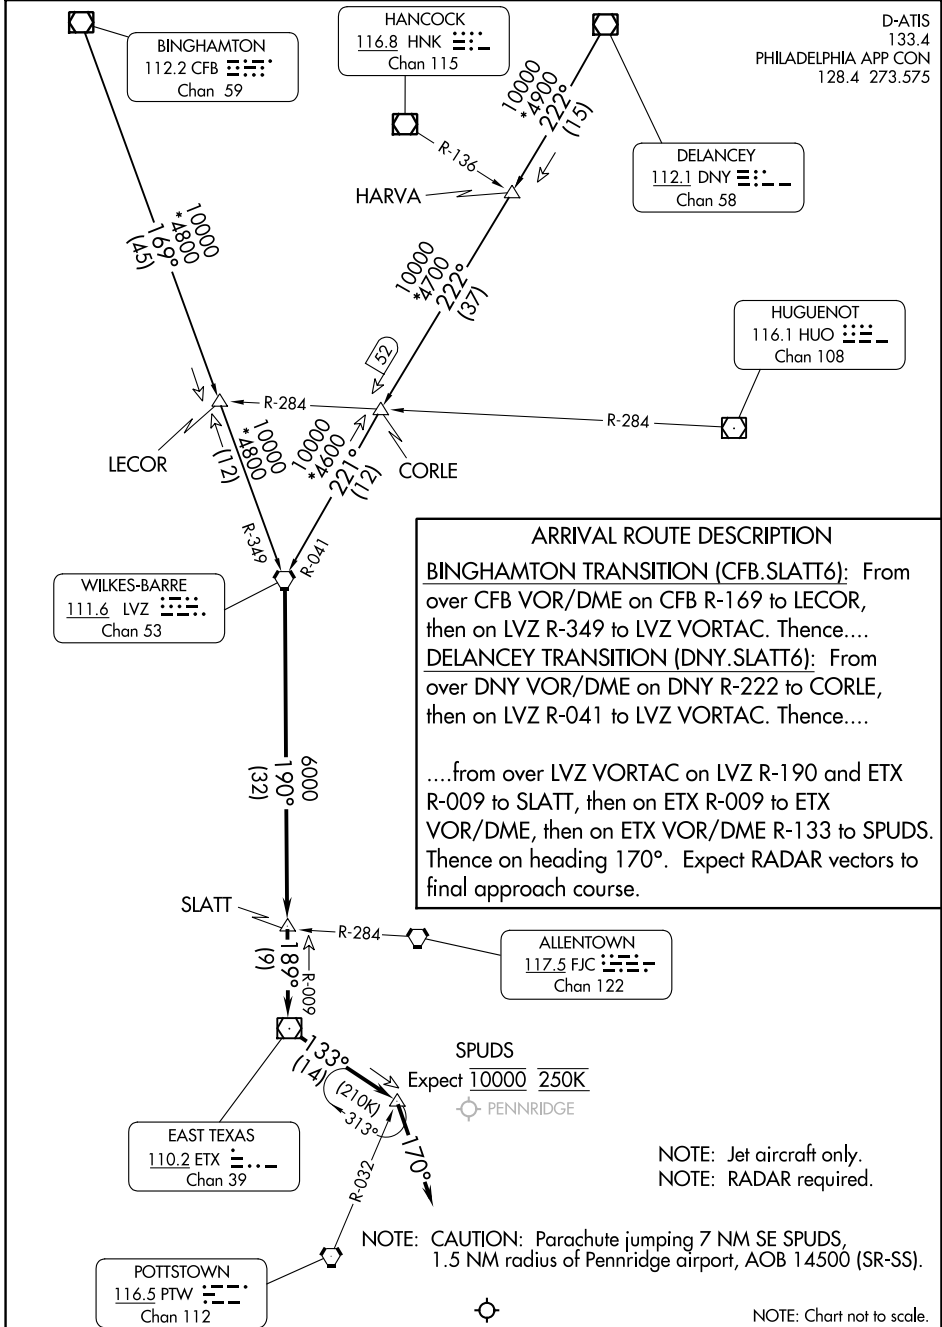 BINGHAMTON
112.2 CFB
Chan 59
HANCOCK
116.8 HNK
Chan 115
D-ATIS
133.4
PHILADELPHIA APP CON
128.4 273.575
10000
*4900
222°
(15)
R-136
DELANCEY
112.1 DNY
Chan 58
HARVA
10000
*4800
169°
(45)
10000
*4700
222°
(37)
HUGUENOT
116.1 HUO
Chan 108
52
R-284
R-284
LECOR
10000
*4800
(12)
10000
*4600
221°
(12)
CORLE
R-349
R-041
WILKES-BARRE
111.6 LVZ
Chan 53
ARRIVAL ROUTE DESCRIPTION
BINGHAMTON TRANSITION (CFB.SLATT6): From
over CFB VOR/DME on CFB R-169 to LECOR,
then on LVZ R-349 to LVZ VORTAC. Thence....
DELANCEY TRANSITION (DNY.SLATT6): From
over DNY VOR/DME on DNY R-222 to CORLE,
then on LVZ R-041 to LVZ VORTAC. Thence....
....from over LVZ VORTAC on LVZ R-190 and ETX
R-009 to SLATT, then on ETX R-009 to ETX
VOR/DME, then on ETX VOR/DME R-133 to SPUDS.
Thence on heading 170°. Expect RADAR vectors to
final approach course.
6000
190°
(32)
SLATT
R-284
ALLENTOWN
117.5 FJC
Chan 122
189°
(9)
R-009
133°
(14)
(210K)
313°
SPUDS
Expect 10000 250K
PENNRIDGE
EAST TEXAS
110.2 ETX
Chan 39
170°
R-032
NOTE: Jet aircraft only.
NOTE: RADAR required.
NOTE: CAUTION: Parachute jumping 7 NM SE SPUDS,
1.5 NM radius of Pennridge airport, AOB 14500 (SR-SS).
POTTSTOWN
116.5 PTW
Chan 112
NOTE: Chart not to scale.